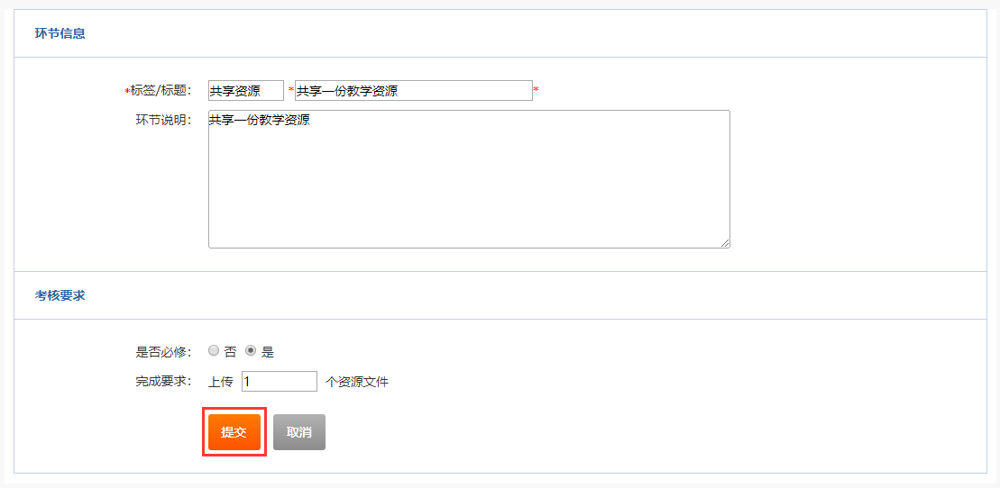 环节信息
*标签/标题： 共享资源 * 共享一份教学资源 *
环节说明： 共享一份教学资源
考核要求
是否必修： 否 是
完成要求： 上传 1 个资源文件
提交 取消